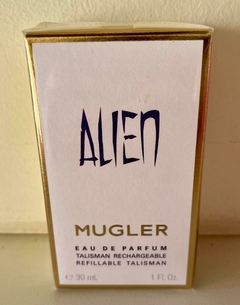 ALIEN
MUGLER
EAU DE PARFUM
TALISMAN RECHARGEABLE
REFILLABLE TALISMAN
℮ 30 mL 1 Fl. Oz.